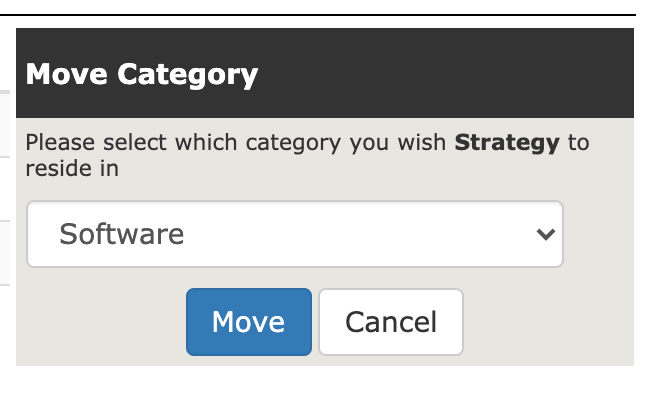 Move Category
Please select which category you wish Strategy to
reside in
Software
Move
Cancel